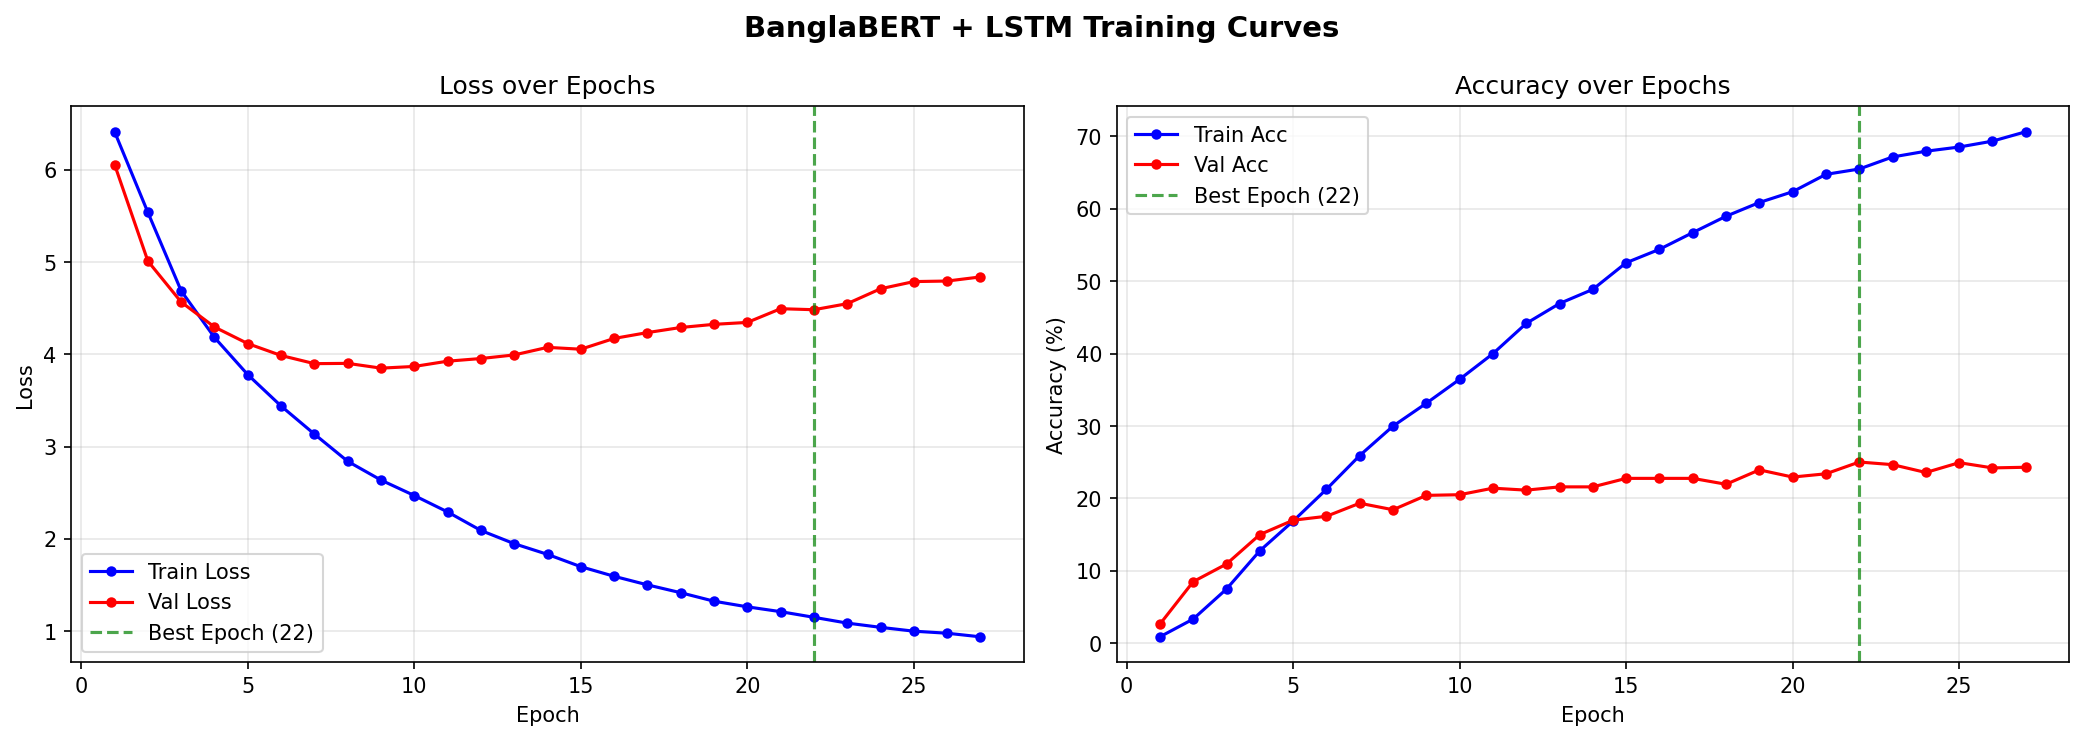 BanglaBERT + LSTM Training Curves
Loss over Epochs
Loss
6
5
4
3
2
1
Train Loss
Val Loss
Best Epoch (22)
0 5 10 15 20 25
Epoch
Accuracy over Epochs
Accuracy (%)
70
60
50
40
30
20
10
0
Train Acc
Val Acc
Best Epoch (22)
0 5 10 15 20 25
Epoch